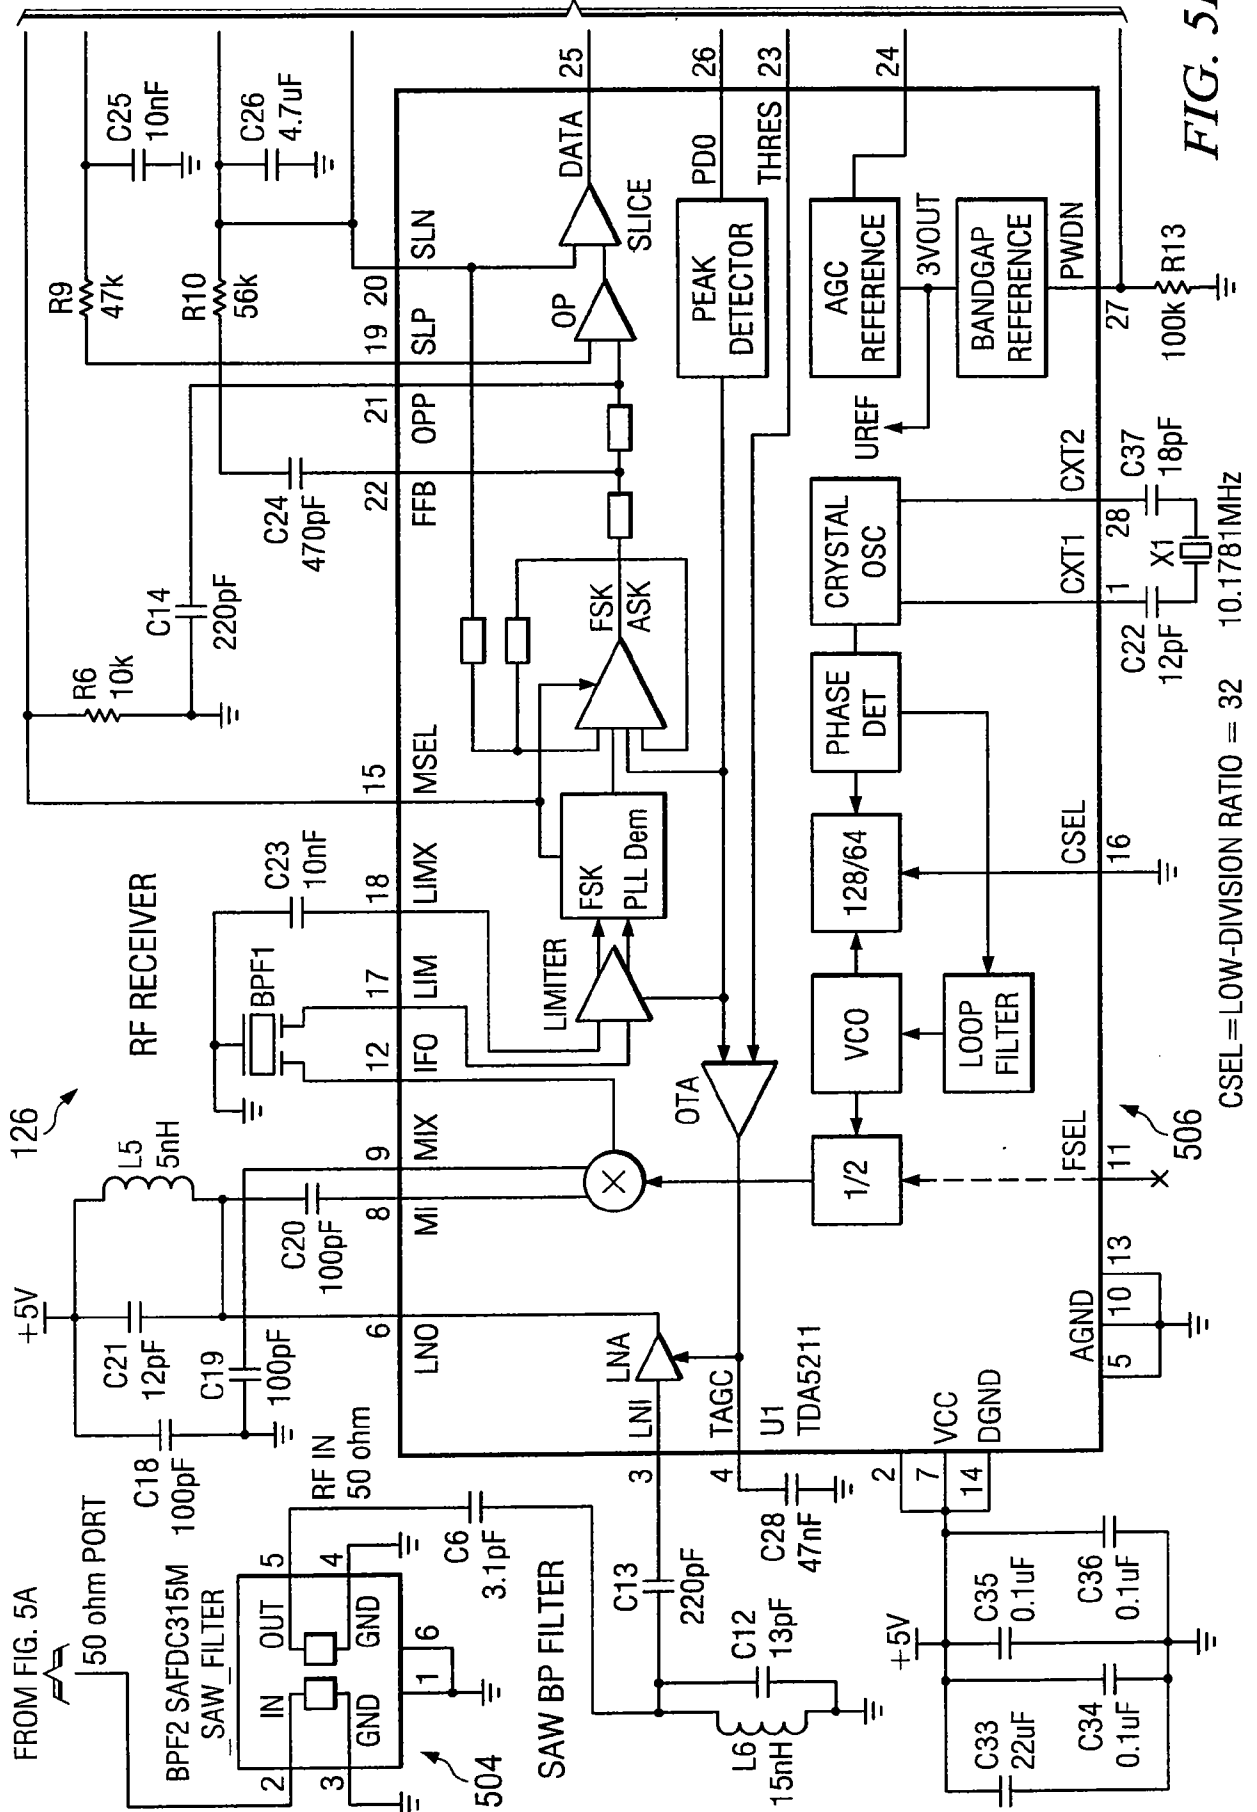 FROM FIG. 5A
50 ohm PORT
BPF2 SAFDC315M
SAW_FILTER
IN
OUT
GND
GND
2
3
5
4
1
6
504
RF IN
50 ohm
C6
3.1pF
SAW BP FILTER
C13
220pF
L6
15nH
C12
13pF
126
RF RECEIVER
+5V
C18
100pF
C21
12pF
C19
100pF
L5
5nH
C20
100pF
BPF1
C23
10nF
R6
10k
C14
220pF
C24
470pF
R10
56k
R9
47k
C25
10nF
C26
4.7uF
3
LNI
6
LNO
8
MI
9
MIX
12
IFO
17
LIM
18
LIMX
15
MSEL
22
FFB
21
OPP
19
SLP
20
SLN
LNA
LIMITER
FSK
PLL Dem
FSK
ASK
OP
SLICE
DATA
25
PEAK
DETECTOR
PD0
26
THRES
23
OTA
4
TAGC
C28
47nF
U1
TDA5211
1/2
VCO
128/64
PHASE
DET
CRYSTAL
OSC
LOOP
FILTER
UREF
AGC
REFERENCE
3VOUT
BANDGAP
REFERENCE
24
2
7
14
VCC
DGND
AGND
5
10
13
FSEL
11
506
CSEL
16
CXT1
1
CXT2
28
PWDN
27
C22
12pF
X1
C37
18pF
10.1781MHz
R13
100k
CSEL=LOW-DIVISION RATIO = 32
+5V
C33
22uF
C34
0.1uF
C35
0.1uF
C36
0.1uF